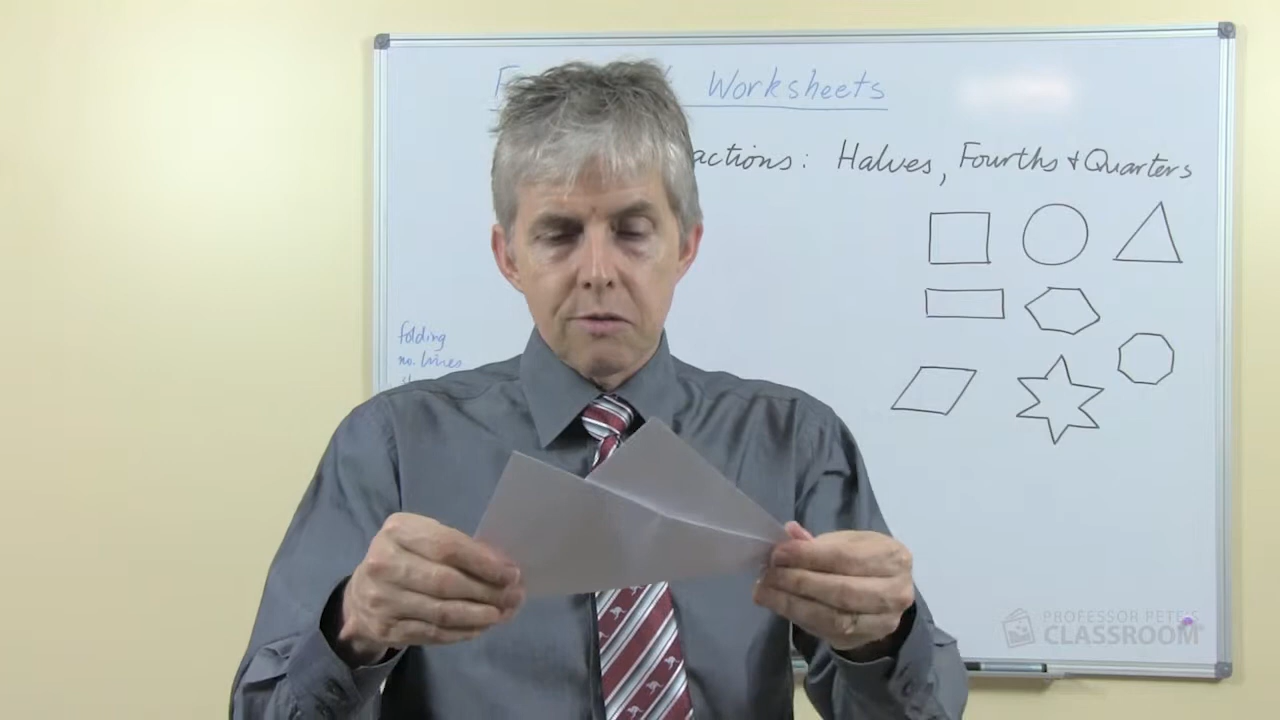 Worksheets
actions: Halves, Fourths & Quarters
folding
no. lines
PROFESSOR PETE'S
CLASSROOM